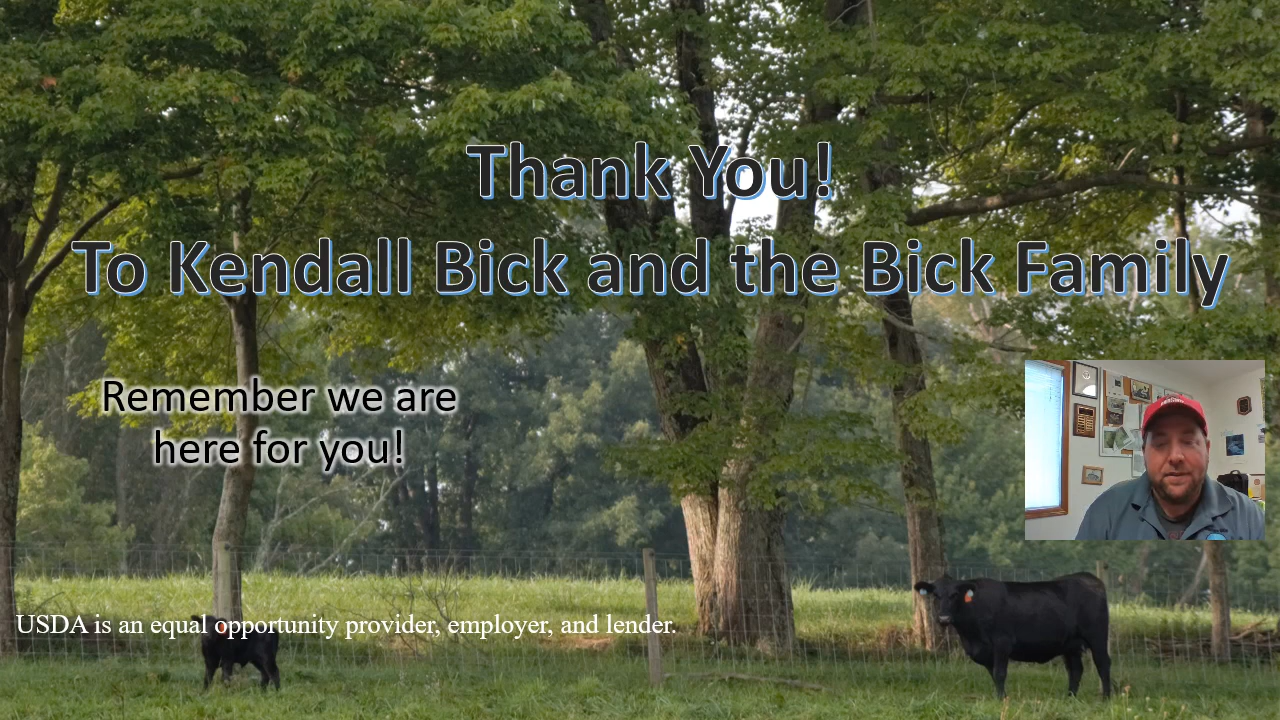 Thank You!
To Kendall Bick and the Bick Family
Remember we are
here for you!
USDA is an equal opportunity provider, employer, and lender.